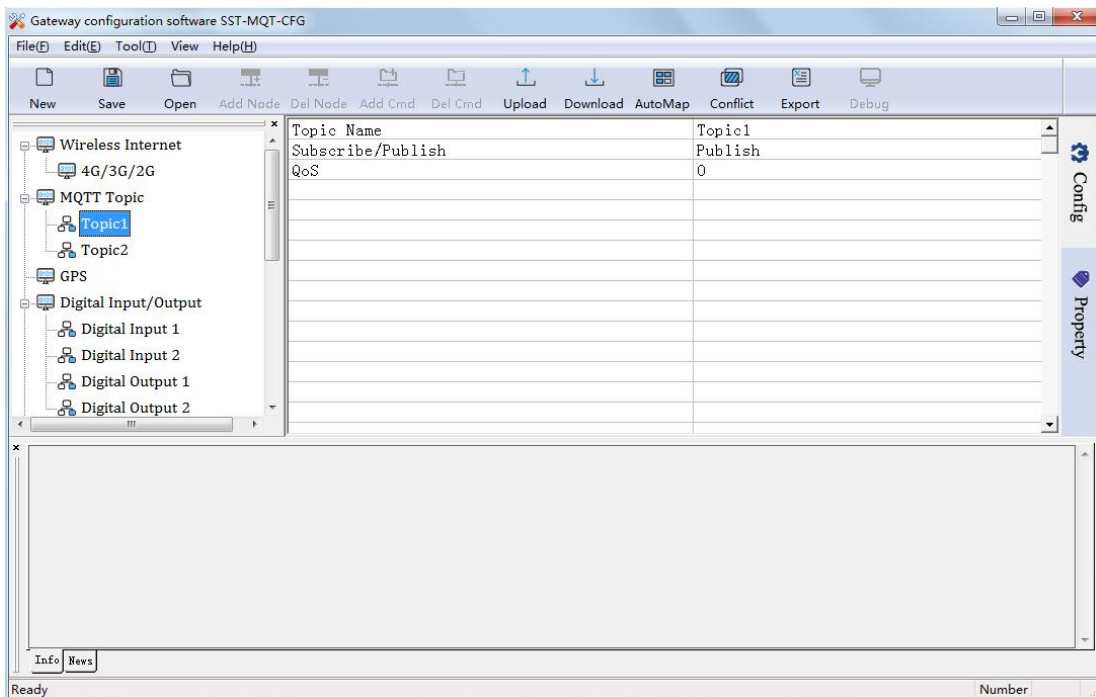 Gateway configuration software SST-MQT-CFG
File(F) Edit(E) Tool(T) View Help(H)
New Save Open Add Node Del Node Add Cmd Del Cmd Upload Download AutoMap Conflict Export Debug
Wireless Internet
4G/3G/2G
MQTT Topic
Topic1
Topic2
GPS
Digital Input/Output
Digital Input 1
Digital Input 2
Digital Output 1
Digital Output 2
Topic Name Topic1
Subscribe/Publish Publish
QoS 0
Config
Property
Info News
Ready Number